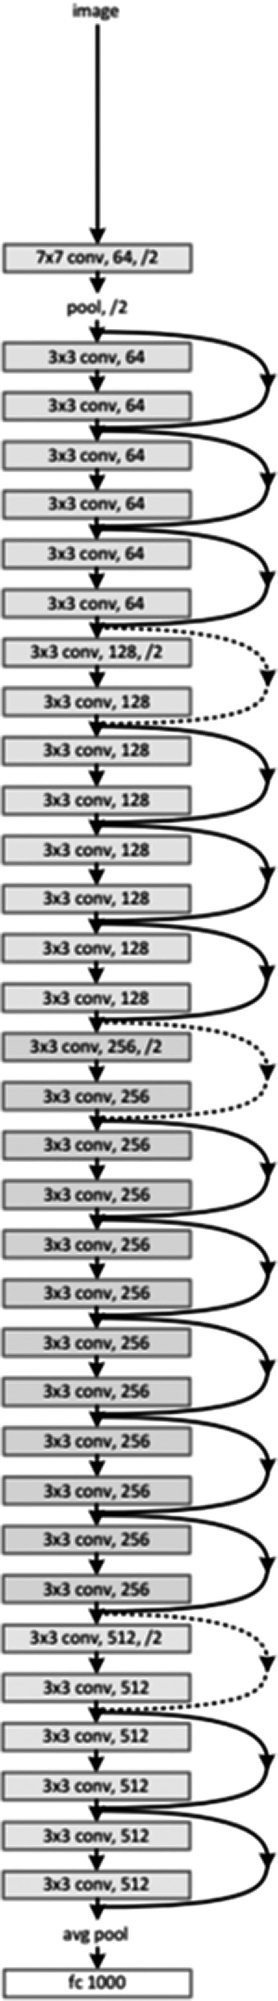 image
7x7 conv, 64, /2
pool, /2
3x3 conv, 64
3x3 conv, 64
3x3 conv, 64
3x3 conv, 64
3x3 conv, 64
3x3 conv, 64
3x3 conv, 128, /2
3x3 conv, 128
3x3 conv, 128
3x3 conv, 128
3x3 conv, 128
3x3 conv, 128
3x3 conv, 128
3x3 conv, 128
3x3 conv, 256, /2
3x3 conv, 256
3x3 conv, 256
3x3 conv, 256
3x3 conv, 256
3x3 conv, 256
3x3 conv, 256
3x3 conv, 256
3x3 conv, 256
3x3 conv, 256
3x3 conv, 256
3x3 conv, 256
3x3 conv, 512, /2
3x3 conv, 512
3x3 conv, 512
3x3 conv, 512
3x3 conv, 512
3x3 conv, 512
avg pool
fc 1000